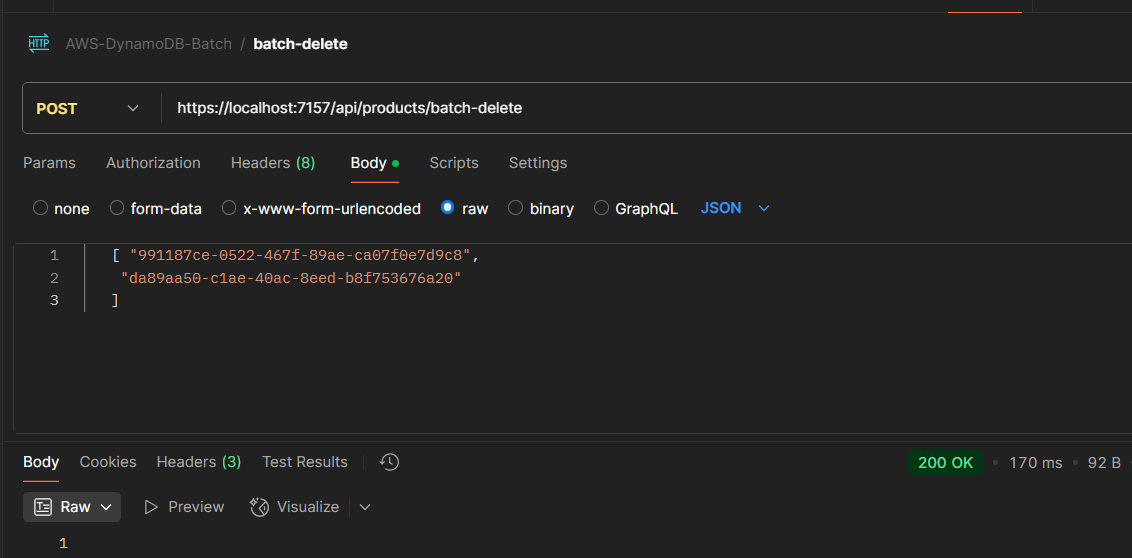 HTTP AWS-DynamoDB-Batch / batch-delete
POST https://localhost:7157/api/products/batch-delete
Params Authorization Headers (8) Body Scripts Settings
none form-data x-www-form-urlencoded raw binary GraphQL JSON
1 [ "991187ce-0522-467f-89ae-ca07f0e7d9c8",
2 "da89aa50-c1ae-40ac-8eed-b8f753676a20"
3 ]
Body Cookies Headers (3) Test Results 200 OK • 170 ms • 92 B
Raw Preview Visualize
1